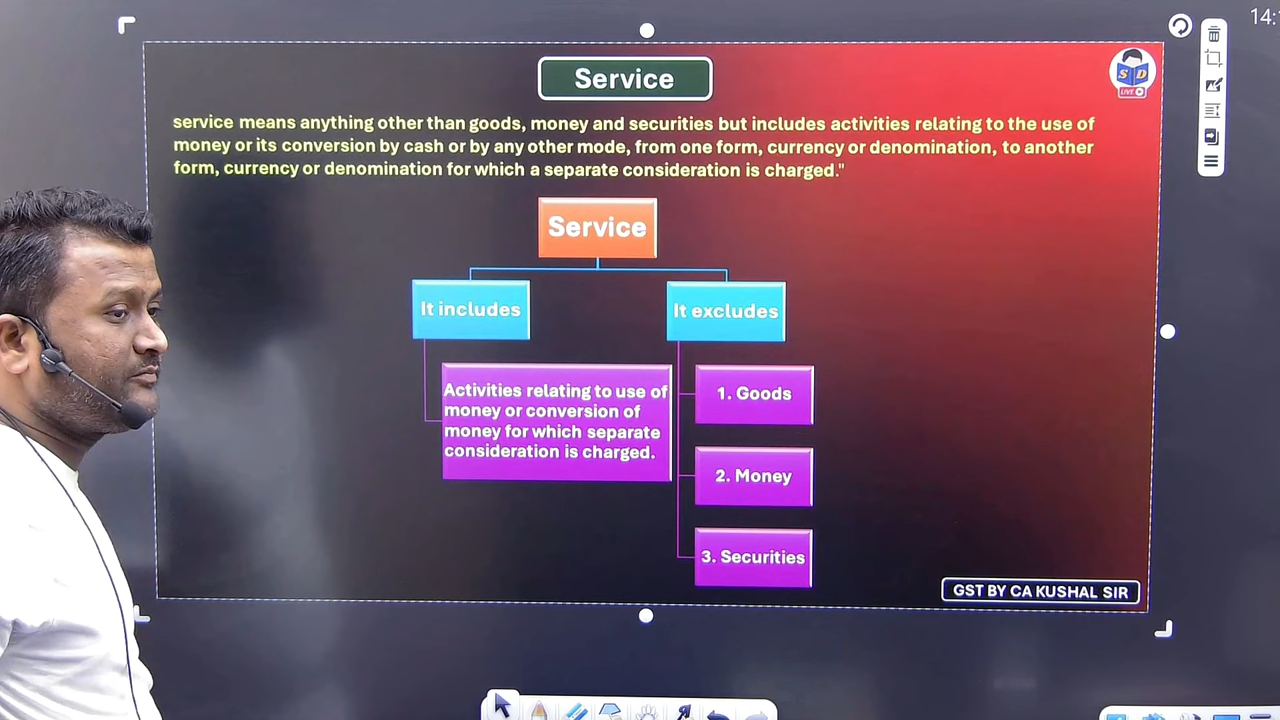 14:
Service
S D
LIVE
service means anything other than goods, money and securities but includes activities relating to the use of
money or its conversion by cash or by any other mode, from one form, currency or denomination, to another
form, currency or denomination for which a separate consideration is charged."
Service
It includes
It excludes
Activities relating to use of
money or conversion of
money for which separate
consideration is charged.
1. Goods
2. Money
3. Securities
GST BY CA KUSHAL SIR